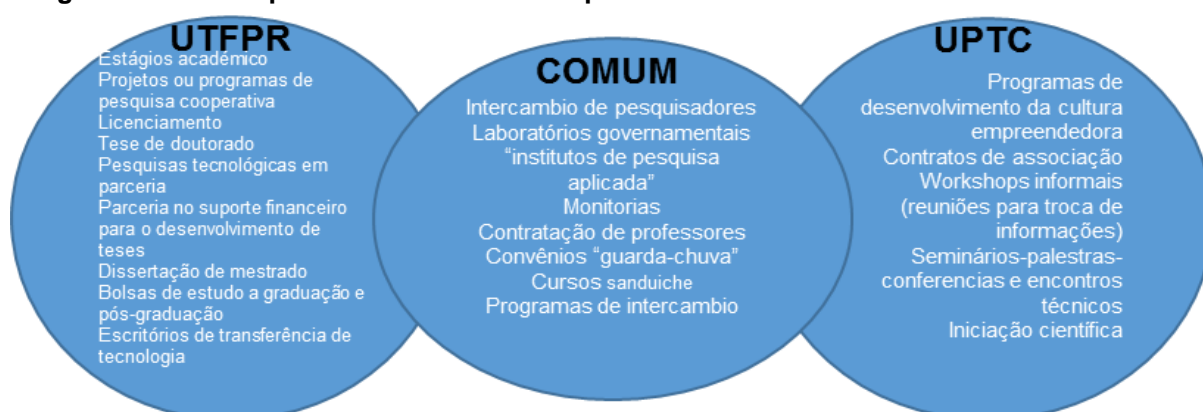 UTFPR
Estágios acadêmico
Projetos ou programas de
pesquisa cooperativa
Licenciamento
Tese de doutorado
Pesquisas tecnológicas em
parceria
Parceria no suporte financeiro
para o desenvolvimento de
teses
Dissertação de mestrado
Bolsas de estudo a graduação e
pós-graduação
Escritórios de transferência de
tecnologia
COMUM
Intercambio de pesquisadores
Laboratórios governamentais
"institutos de pesquisa
aplicada"
Monitorias
Contratação de professores
Convênios "guarda-chuva"
Cursos sanduiche
Programas de intercambio
UPTC
Programas de
desenvolvimento da cultura
empreendedora
Contratos de associação
Workshops informais
(reuniões para troca de
informações)
Seminários-palestras-
conferencias e encontros
técnicos
Iniciação científica